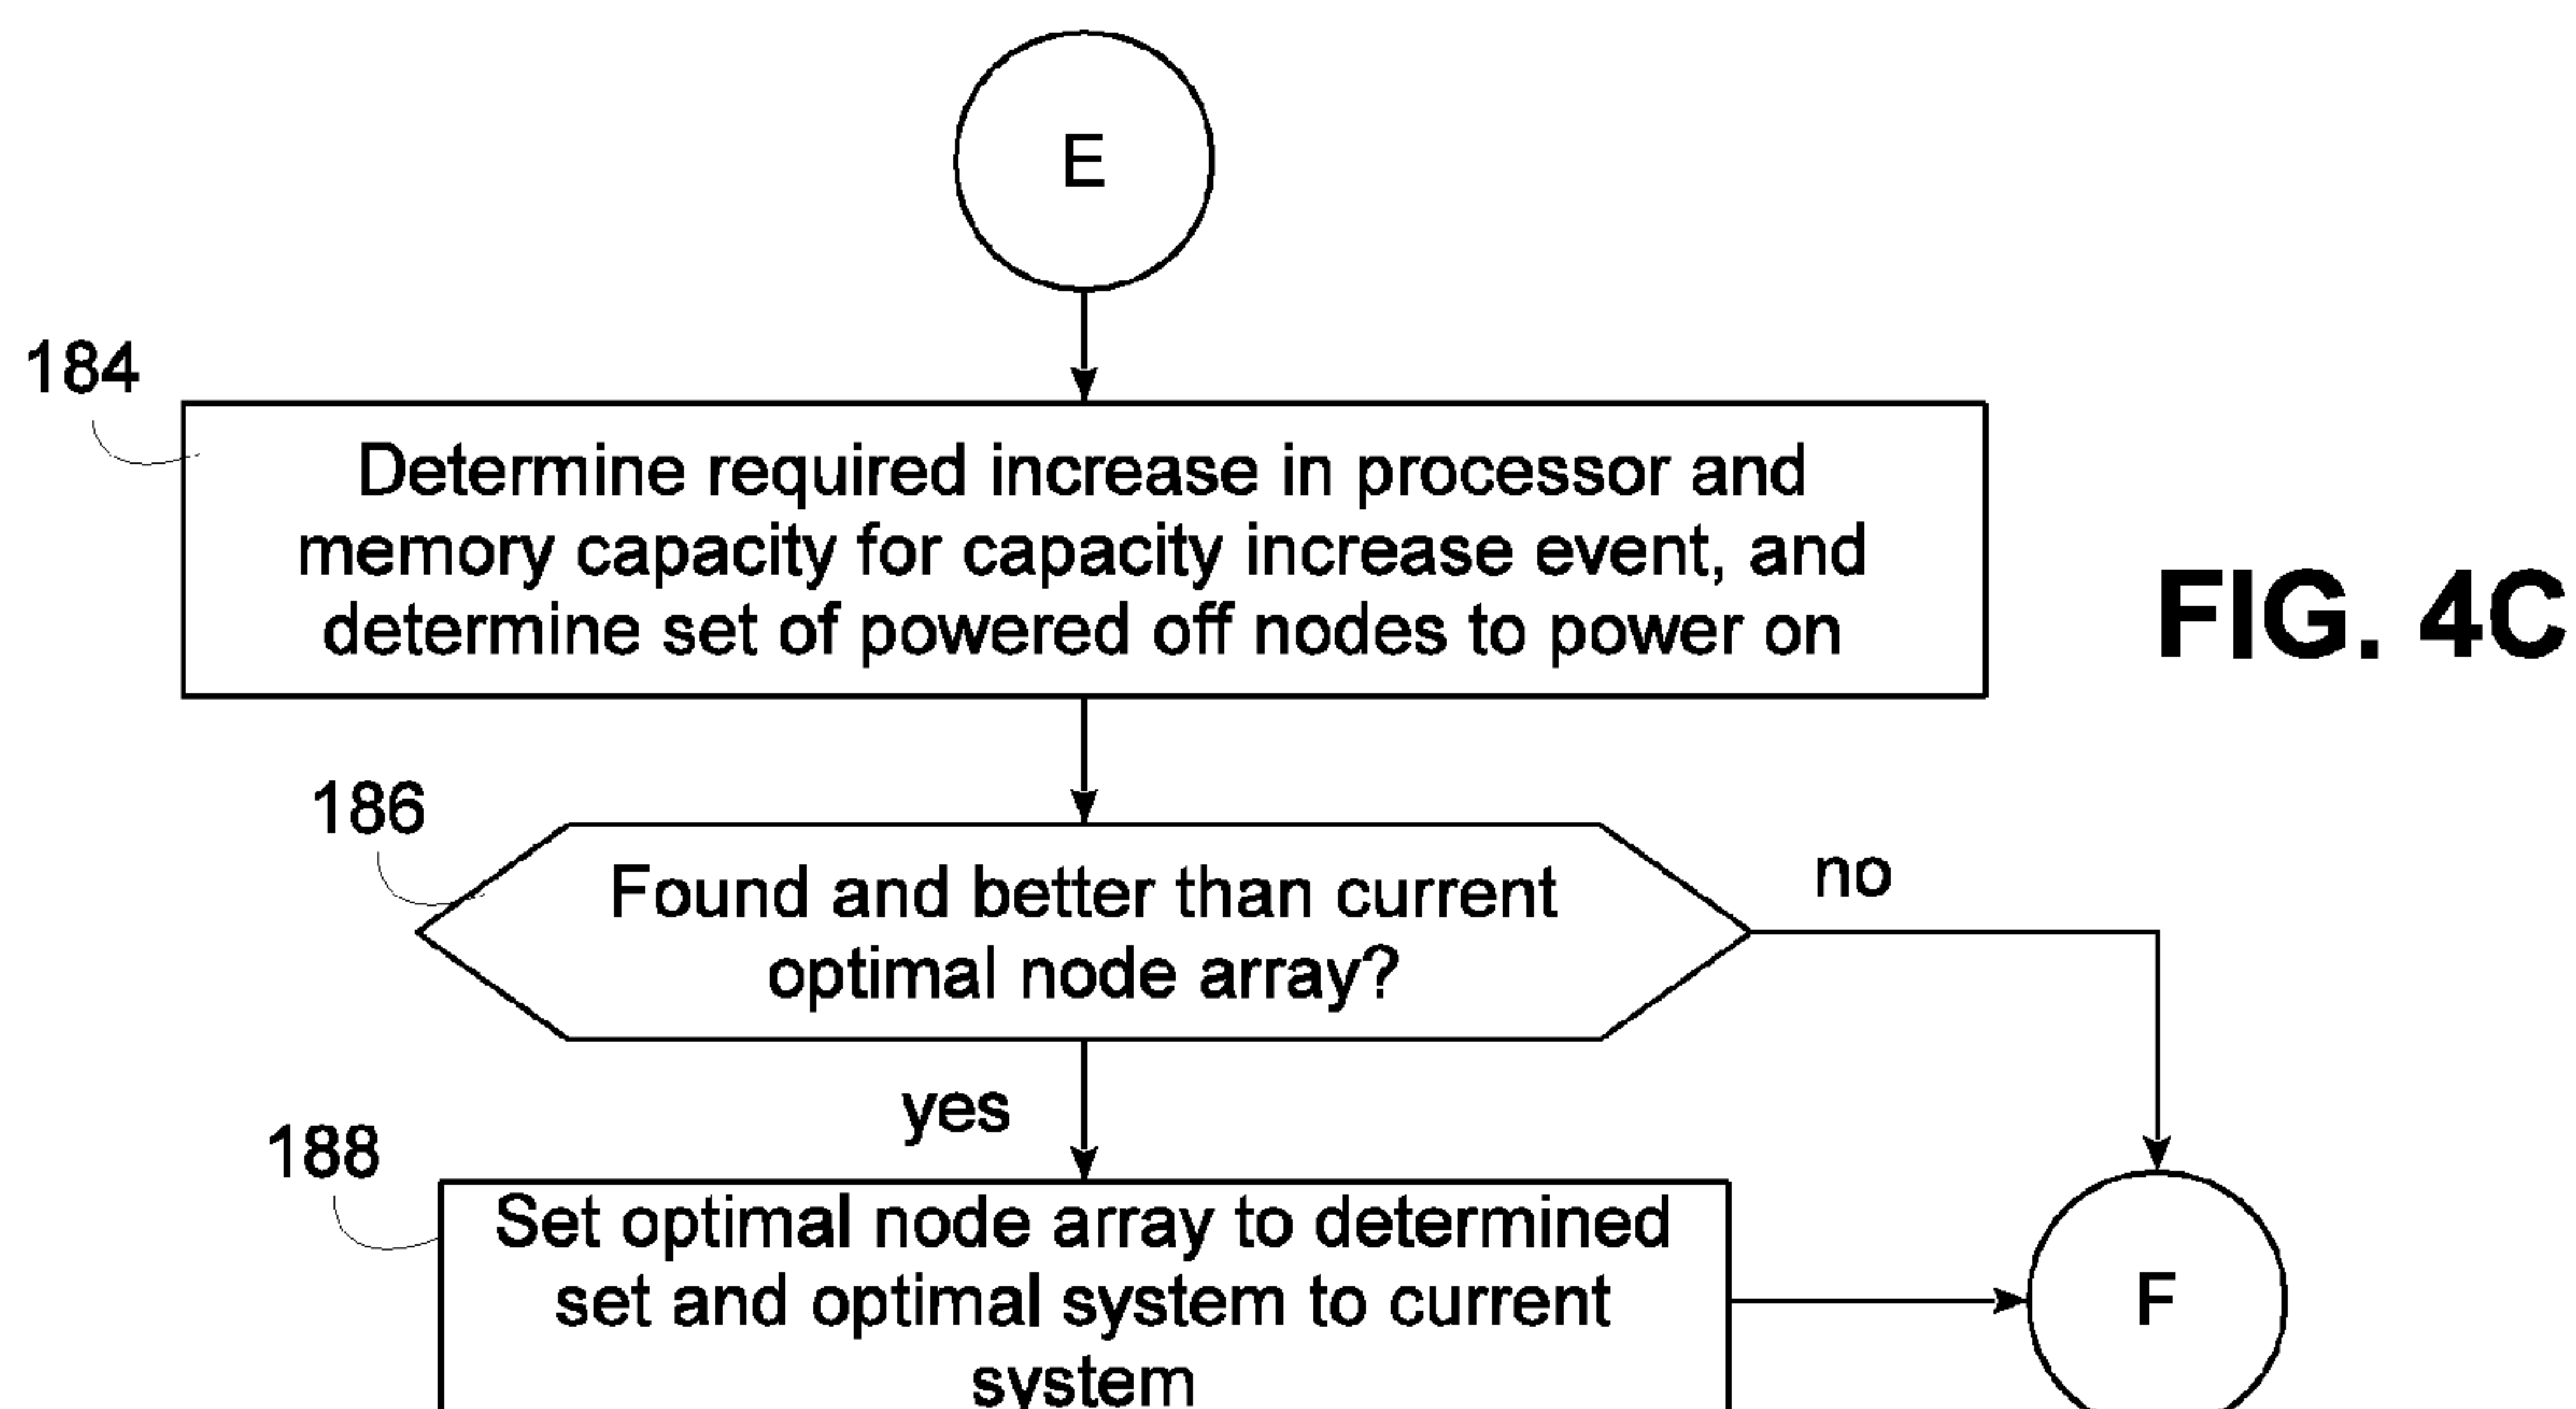 E
184
Determine required increase in processor and
memory capacity for capacity increase event, and
determine set of powered off nodes to power on
FIG. 4C
186
Found and better than current
optimal node array?
no
yes
188
Set optimal node array to determined
set and optimal system to current
system
F